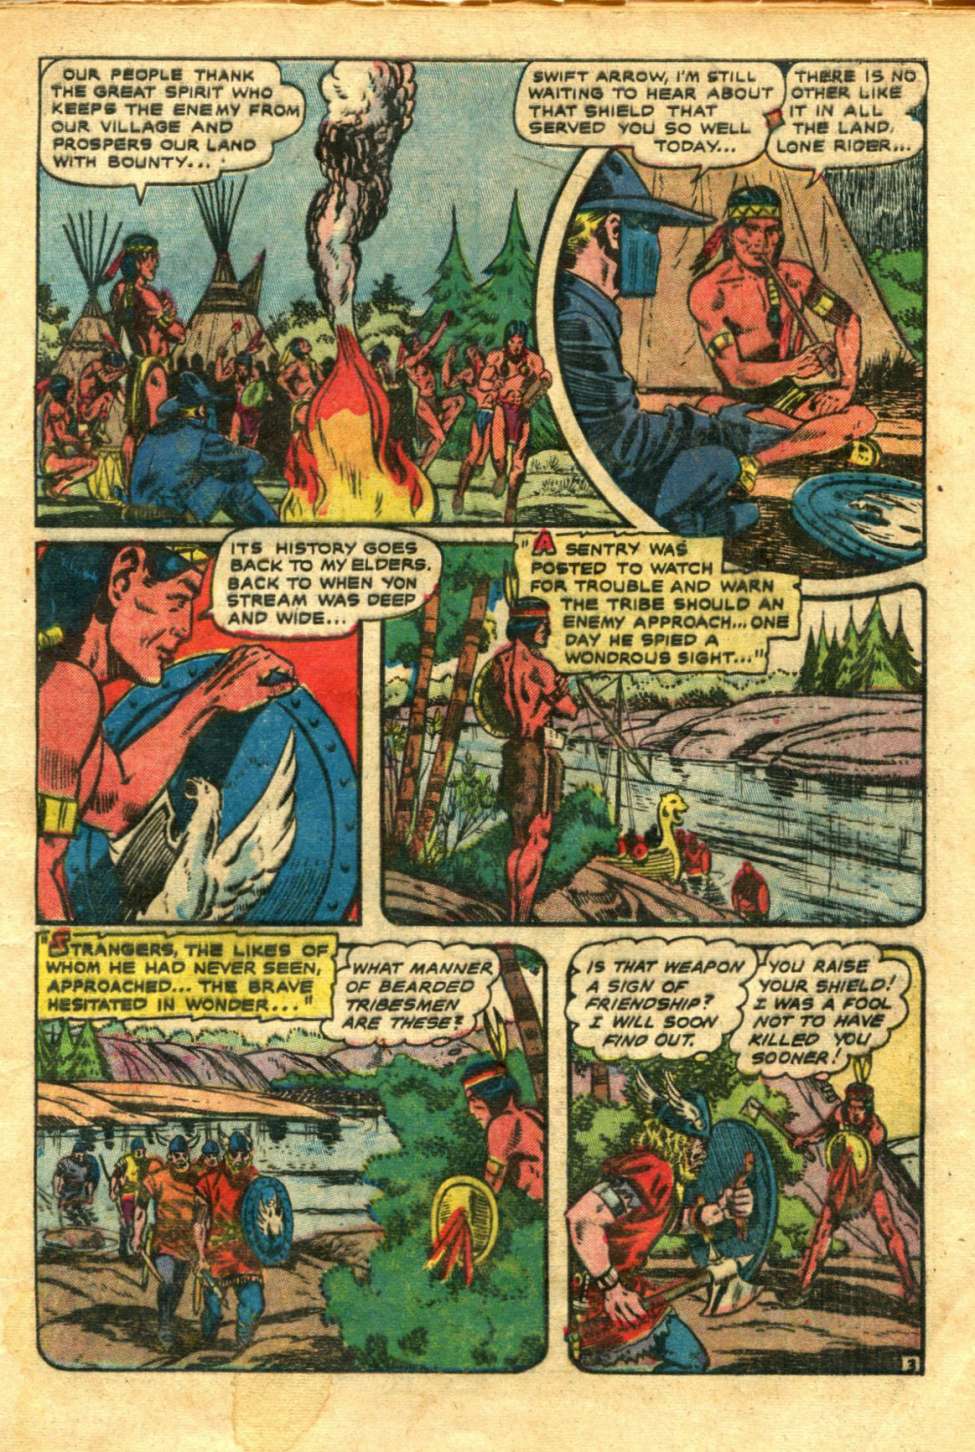 OUR PEOPLE THANK
THE GREAT SPIRIT WHO
KEEPS THE ENEMY FROM
OUR VILLAGE AND
PROSPERS OUR LAND
WITH BOUNTY...
SWIFT ARROW, I'M STILL
WAITING TO HEAR ABOUT
THAT SHIELD THAT
SERVED YOU SO WELL
TODAY...
THERE IS NO
OTHER LIKE
IT IN ALL
THE LAND,
LONE RIDER...
ITS HISTORY GOES
BACK TO MY ELDERS.
BACK TO WHEN YON
STREAM WAS DEEP
AND WIDE...
"A SENTRY WAS
POSTED TO WATCH
FOR TROUBLE AND WARN
THE TRIBE SHOULD AN
ENEMY APPROACH... ONE
DAY HE SPIED A
WONDROUS SIGHT..."
"STRANGERS, THE LIKES OF
WHOM HE HAD NEVER SEEN,
APPROACHED... THE BRAVE
HESITATED IN WONDER..."
WHAT MANNER
OF BEARDED
TRIBESMEN
ARE THESE?
IS THAT WEAPON
A SIGN OF
FRIENDSHIP?
I WILL SOON
FIND OUT.
YOU RAISE
YOUR SHIELD!
I WAS A FOOL
NOT TO HAVE
KILLED YOU
SOONER!
3